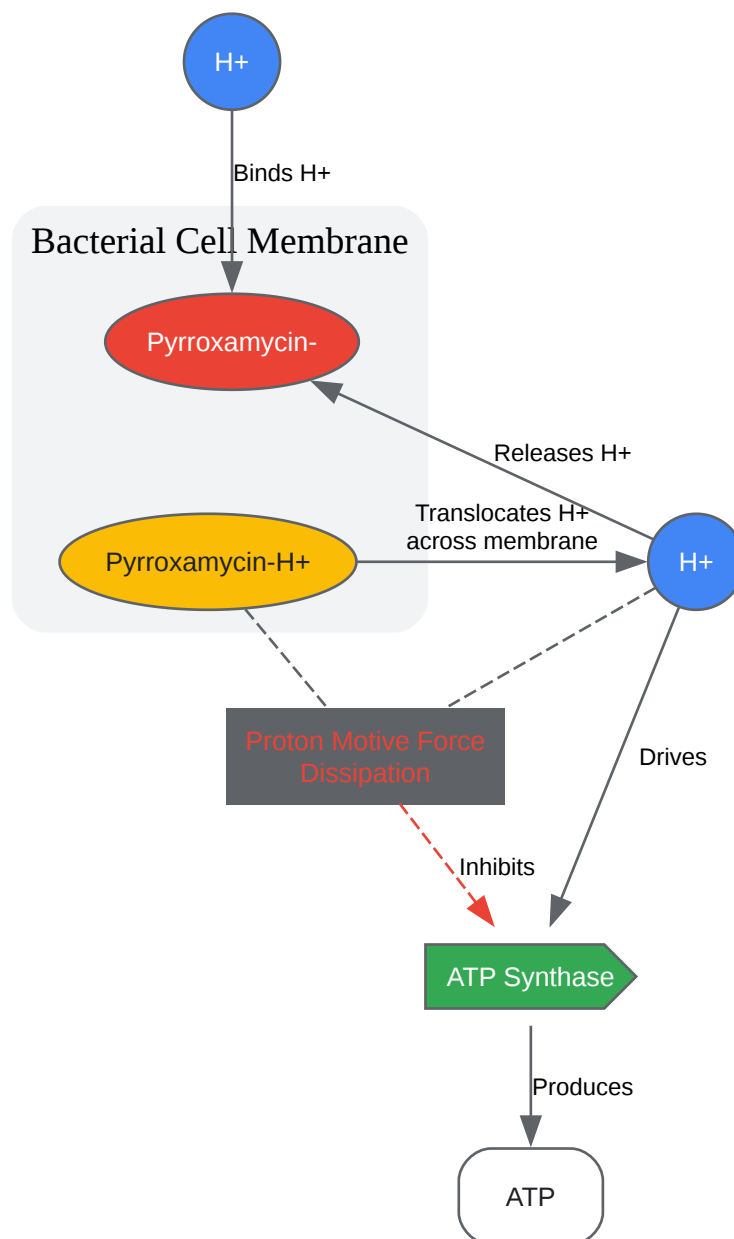 H+
Binds H+
Bacterial Cell Membrane
Pyrroxamycin-
Releases H+
Translocates H+
across membrane
Pyrroxamycin-H+
H+
Proton Motive Force
Dissipation
Drives
Inhibits
ATP Synthase
Produces
ATP